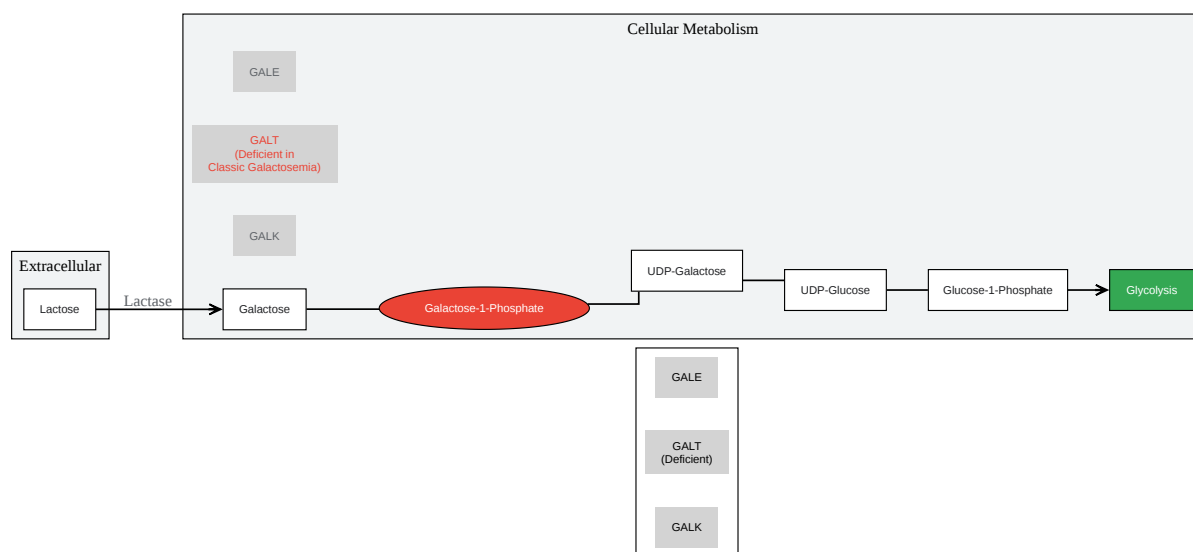 Cellular Metabolism
GALE
GALT
(Deficient in
Classic Galactosemia)
GALK
Extracellular
Lactose
Lactase
Galactose
Galactose-1-Phosphate
UDP-Galactose
UDP-Glucose
Glucose-1-Phosphate
Glycolysis
GALE
GALT
(Deficient)
GALK